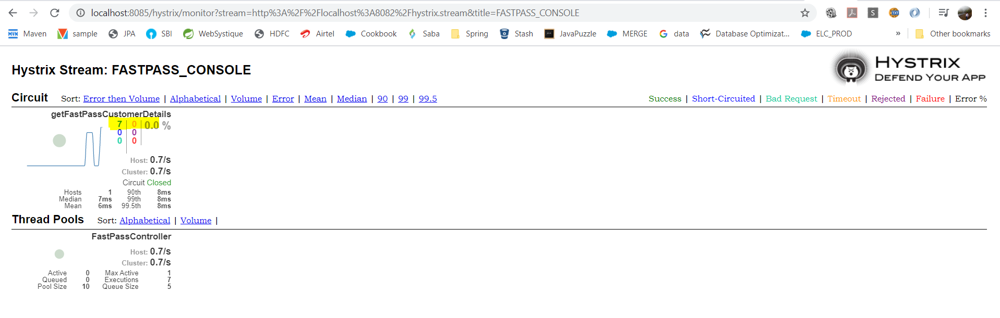 localhost:8085/hystrix/monitor?stream=http%3A%2F%2Flocalhost%3A8082%2Fhystrix.stream&title=FASTPASS_CONSOLE
MVN Maven sample JPA SBI WebSystique HDFC Airtel Cookbook Saba Spring Stash JavaPuzzle MERGE data Database Optimizat... ELC_PROD » Other bookmarks
Hystrix Stream: FASTPASS_CONSOLE
HYSTRIX
DEFEND YOUR APP
Circuit Sort: Error then Volume | Alphabetical | Volume | Error | Mean | Median | 90 | 99 | 99.5 Success | Short-Circuited | Bad Request | Timeout | Rejected | Failure | Error %
getFastPassCustomerDetails
7 0 0.0 %
0 0
0 0
Host: 0.7/s
Cluster: 0.7/s
Circuit Closed
Hosts 1 90th 8ms
Median 7ms 99th 8ms
Mean 6ms 99.5th 8ms
Thread Pools Sort: Alphabetical | Volume |
FastPassController
Host: 0.7/s
Cluster: 0.7/s
Active 0 Max Active 1
Queued 0 Executions 7
Pool Size 10 Queue Size 5